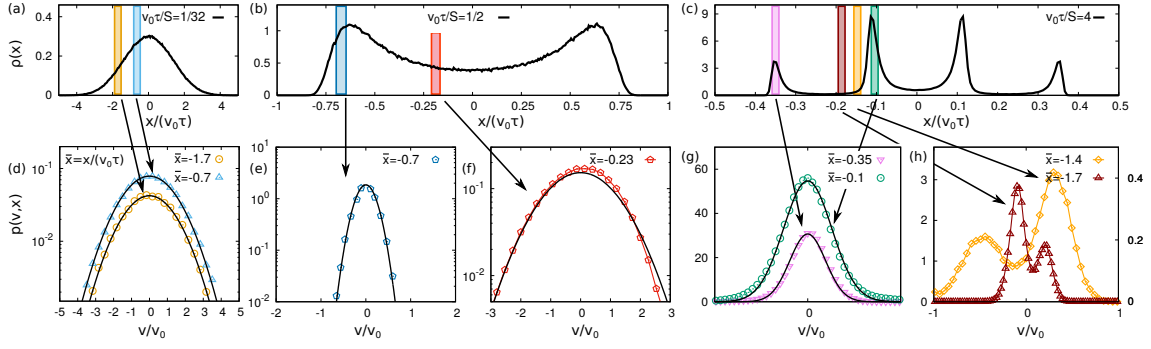 (a)
v₀τ/S=1/32
ρ(x)
0.4
0.2
0
-4 -2 0 2 4
x/(v₀τ)
(b)
v₀τ/S=1/2
1
0.5
0
-1 -0.75 -0.5 -0.25 0 0.25 0.5 0.75 1
x/(v₀τ)
(c)
v₀τ/S=4
9
6
3
0
-0.5 -0.4 -0.3 -0.2 -0.1 0 0.1 0.2 0.3 0.4 0.5
x/(v₀τ)
(d)
x̄=x/(v₀τ)
x̄=-1.7
x̄=-0.7
p(v,x)
10⁻¹
10⁻²
-5 -4 -3 -2 -1 0 1 2 3 4 5
v/v₀
(e)
x̄=-0.7
10¹
10⁰
10⁻¹
10⁻²
-2 -1 0 1 2
v/v₀
(f)
x̄=-0.23
10⁻¹
10⁻²
-3 -2 -1 0 1 2 3
v/v₀
(g)
x̄=-0.35
x̄=-0.1
60
40
20
0
0
v/v₀
(h)
x̄=-1.4
x̄=-1.7
3
2
1
0
0.4
0.2
0
-1 0 1
v/v₀